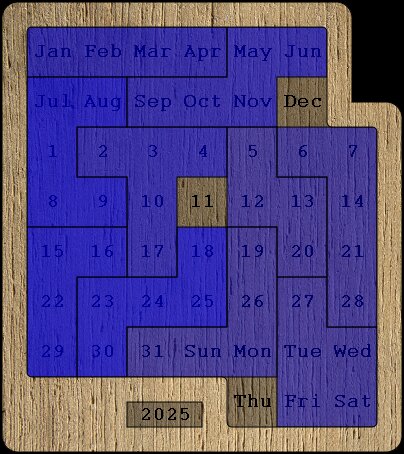 Jan Feb Mar Apr May Jun
Jul Aug Sep Oct Nov Dec
1 2 3 4 5 6 7
8 9 10 11 12 13 14
15 16 17 18 19 20 21
22 23 24 25 26 27 28
29 30 31 Sun Mon Tue Wed
2025 Thu Fri Sat